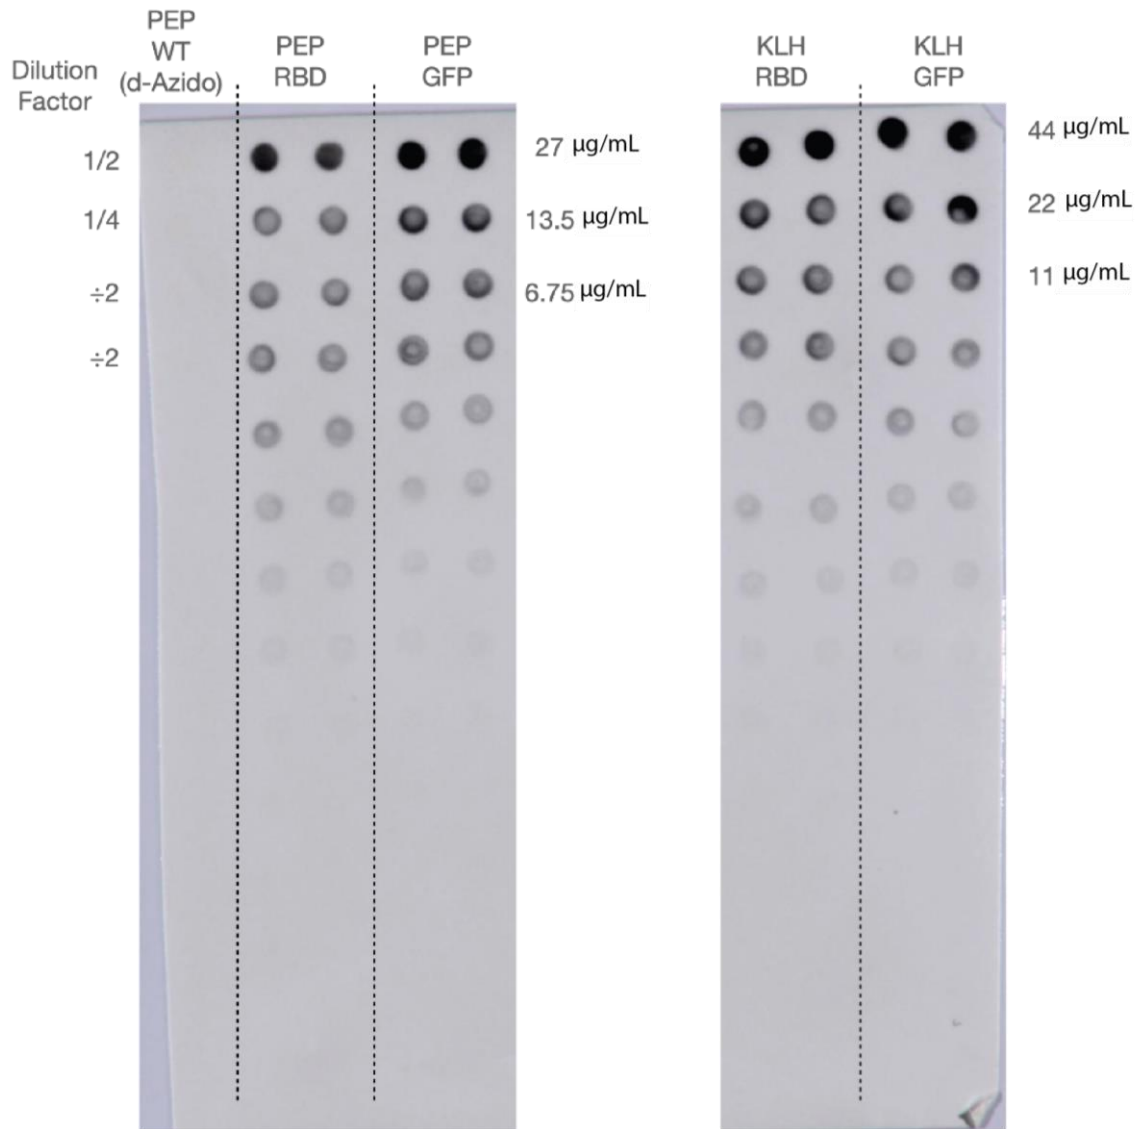 PEP
WT
(d-Azido)
PEP
RBD
PEP
GFP
KLH
RBD
KLH
GFP
Dilution
Factor
1/2
27 µg/mL
44 µg/mL
1/4
13.5 µg/mL
22 µg/mL
÷2
6.75 µg/mL
11 µg/mL
÷2